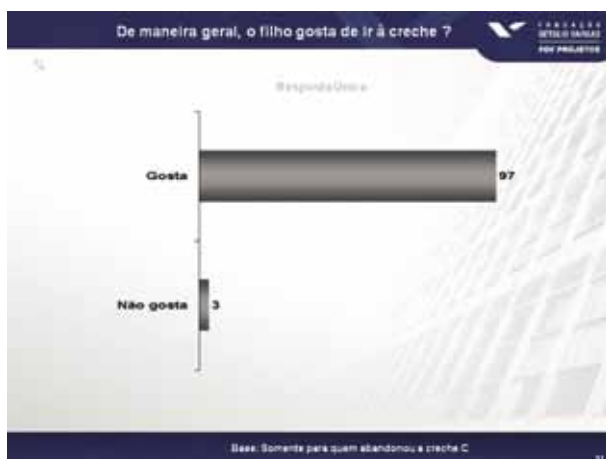 De maneira geral, o filho gosta de ir à creche ?
FUNDAÇÃO
GETULIO VARGAS
FGV PROJETOS
%
Resposta Única
Gosta
97
Não gosta
3
Base: Somente para quem abandonou a creche C